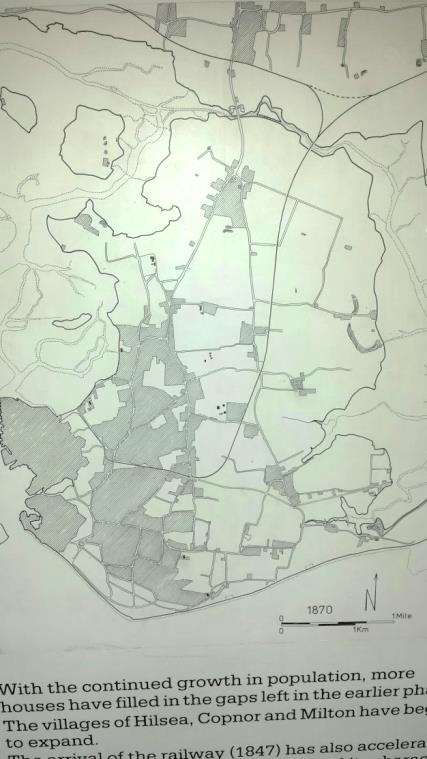 N
1870
0
1Mile
0
1Km
With the continued growth in population, more
houses have filled in the gaps left in the earlier
The villages of Hilsea, Copnor and Milton have
to expand.
The arrival of the railway (1847) has also